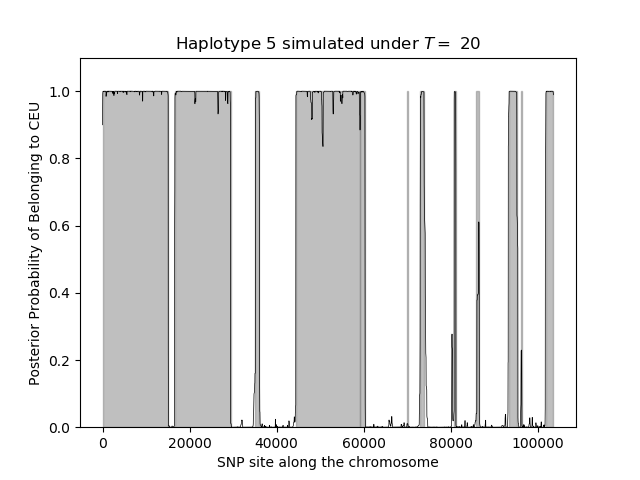 Haplotype 5 simulated under T = 20
Posterior Probability of Belonging to CEU
1.0
0.8
0.6
0.4
0.2
0.0
0 20000 40000 60000 80000 100000
SNP site along the chromosome